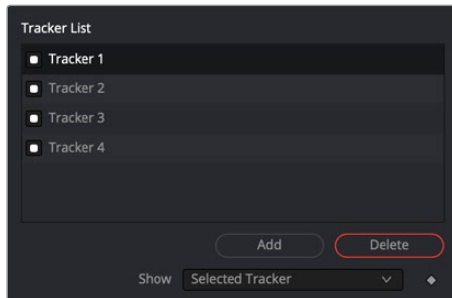 Tracker List
Tracker 1
Tracker 2
Tracker 3
Tracker 4
Add Delete
Show Selected Tracker